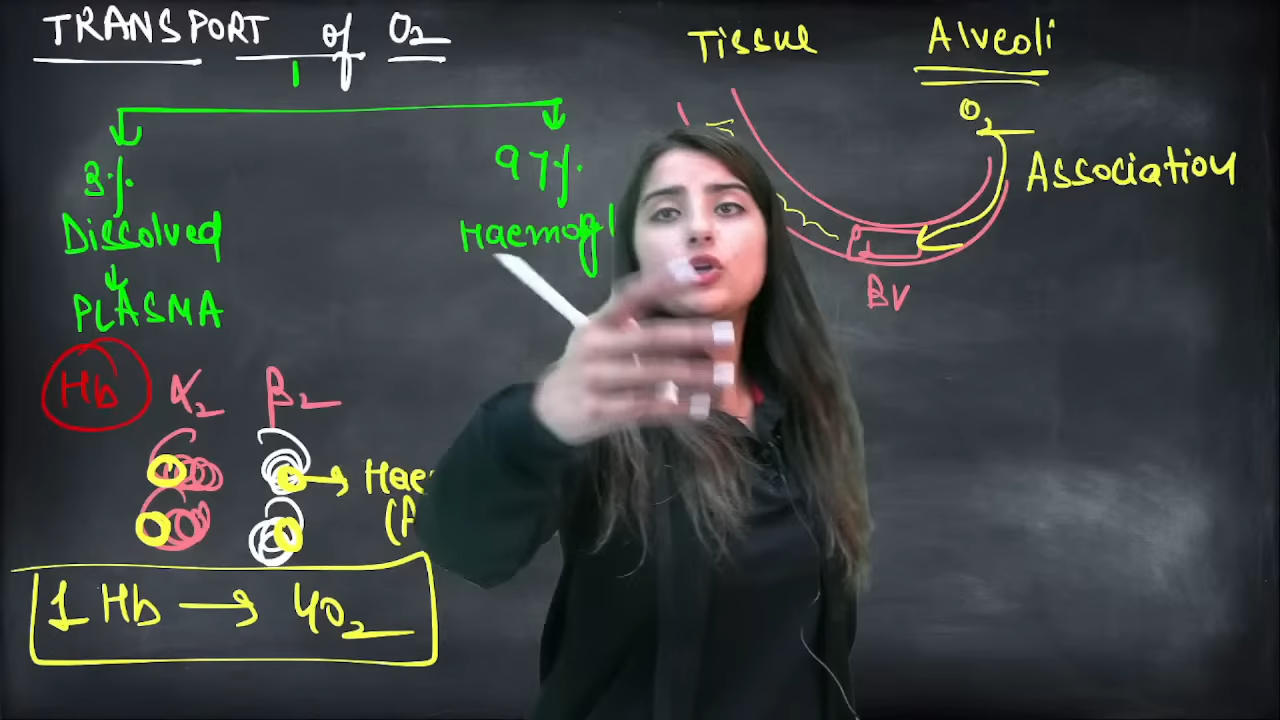 TRANSPORT of O2
3%
Dissolved
PLASMA
97%
Hb
α2 β2
1 Hb → 4O2
Tissue
Alveoli
O2
Association
BV